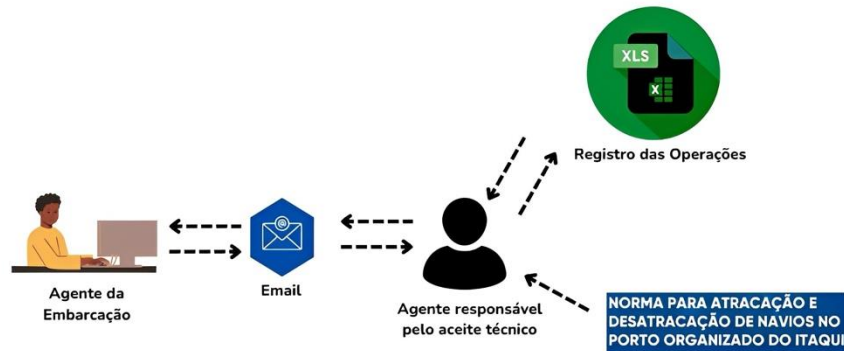 XLS
X
Registro das Operações
@
Agente da
Embarcação
Email
Agente responsável
pelo aceite técnico
NORMA PARA ATRACAÇÃO E
DESATRACAÇÃO DE NAVIOS NO
PORTO ORGANIZADO DO ITAQUI